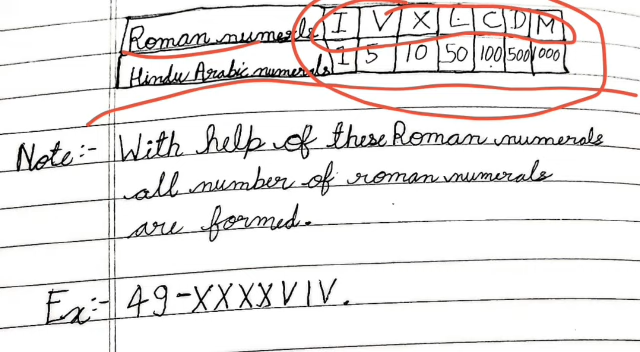 Roman numerals I V X L C D M
Hindu Arabic numerals 1 5 10 50 100 500 1000
Note:- With help of these Roman numerals
all number of roman numerals
are formed.
Ex:- 49-XXXXVIV.